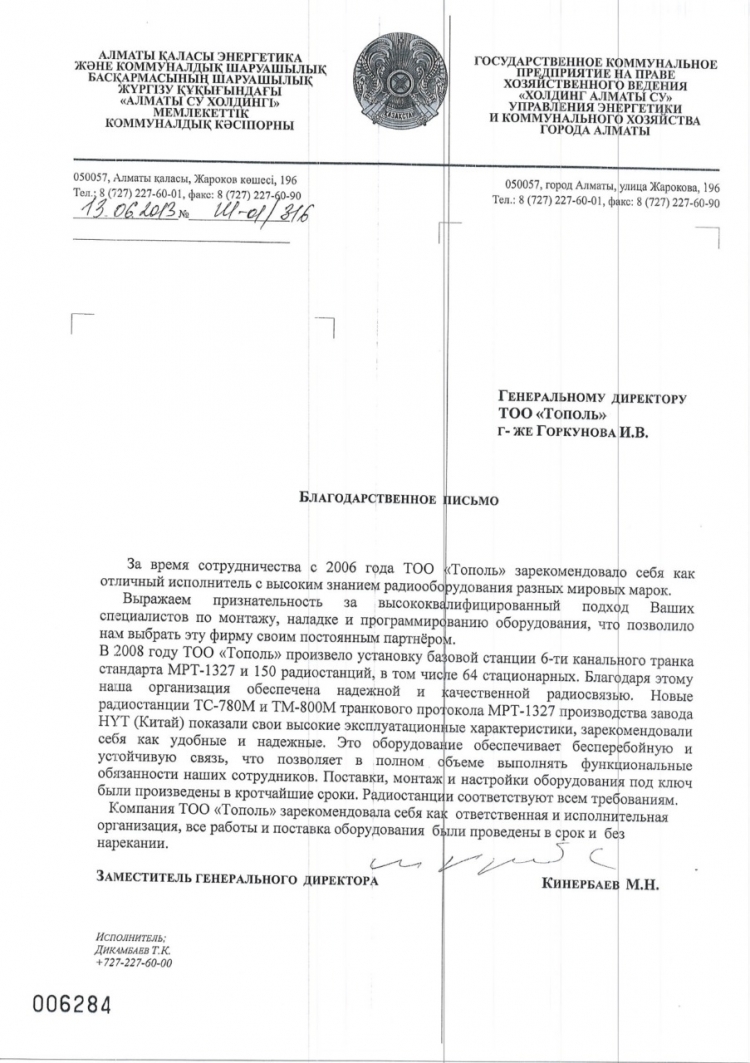 АЛМАТЫ ҚАЛАСЫ ЭНЕРГЕТИКА
ЖӘНЕ КОММУНАЛДЫҚ ШАРУАШЫЛЫҚ
БАСҚАРМАСЫНЫҢ ШАРУАШЫЛЫҚ
ЖҮРГІЗУ ҚҰҚЫҒЫНДАҒЫ
«АЛМАТЫ СУ ХОЛДИНГІ»
МЕМЛЕКЕТТІК
КОММУНАЛДЫҚ КӘСІПОРНЫ
ГОСУДАРСТВЕННОЕ КОММУНАЛЬНОЕ
ПРЕДПРИЯТИЕ НА ПРАВЕ
ХОЗЯЙСТВЕННОГО ВЕДЕНИЯ
«ХОЛДИНГ АЛМАТЫ СУ»
УПРАВЛЕНИЯ ЭНЕРГЕТИКИ
И КОММУНАЛЬНОГО ХОЗЯЙСТВА
ГОРОДА АЛМАТЫ
050057, Алматы қаласы, Жароков көшесі, 196
Тел.: 8 (727) 227-60-01, факс: 8 (727) 227-60-90
13.06.2013 № Ш-01/316
050057, город Алматы, улица Жарокова, 196
Тел.: 8 (727) 227-60-01, факс: 8 (727) 227-60-90
ГЕНЕРАЛЬНОМУ ДИРЕКТОРУ
ТОО «ТОПОЛЬ»
Г- ЖЕ ГОРКУНОВА И.В.
БЛАГОДАРСТВЕННОЕ ПИСЬМО
За время сотрудничества с 2006 года ТОО «Тополь» зарекомендовало себя как
отличный исполнитель с высоким знанием радиооборудования разных мировых марок.
Выражаем признательность за высококвалифицированный подход Ваших
специалистов по монтажу, наладке и программированию оборудования, что позволило
нам выбрать эту фирму своим постоянным партнёром.
В 2008 году ТОО «Тополь» произвело установку базовой станции 6-ти канального транка
стандарта МРТ-1327 и 150 радиостанций, в том числе 64 стационарных. Благодаря этому
наша организация обеспечена надежной и качественной радиосвязью. Новые
радиостанции ТС-780М и ТМ-800М транкового протокола МРТ-1327 производства завода
HYT (Китай) показали свои высокие эксплуатационные характеристики, зарекомендовали
себя как удобные и надежные. Это оборудование обеспечивает бесперебойную и
устойчивую связь, что позволяет в полном объеме выполнять функциональные
обязанности наших сотрудников. Поставки, монтаж и настройки оборудования под ключ
были произведены в кротчайшие сроки. Радиостанции соответствуют всем требованиям.
Компания ТОО «Тополь» зарекомендовала себя как ответственная и исполнительная
организация, все работы и поставка оборудования были проведены в срок и без
нарекании.
ЗАМЕСТИТЕЛЬ ГЕНЕРАЛЬНОГО ДИРЕКТОРА КИНЕРБАЕВ М.Н.
ИСПОЛНИТЕЛЬ:
ДИКАМБАЕВ Т.К.
+727-227-60-00
006284